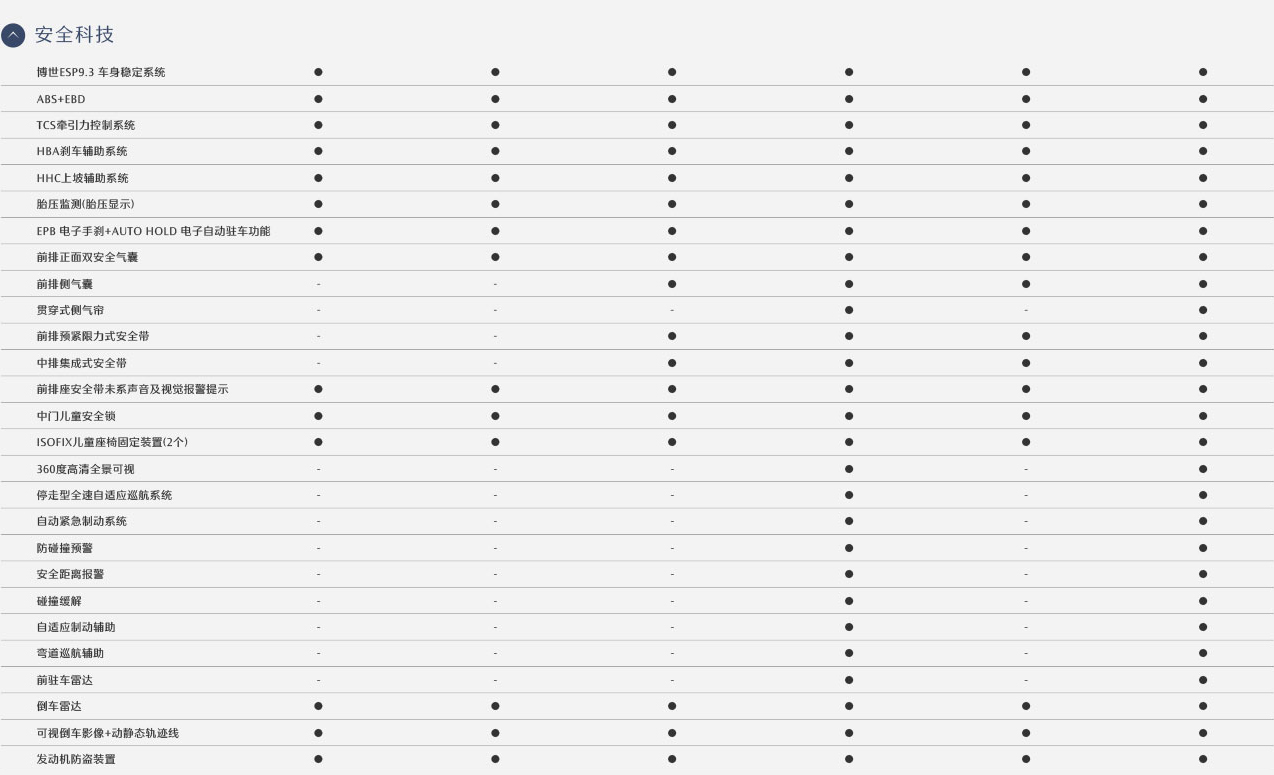 安全科技
博世ESP9.3 车身稳定系统 ● ● ● ● ● ●
ABS+EBD ● ● ● ● ● ●
TCS牵引力控制系统 ● ● ● ● ● ●
HBA刹车辅助系统 ● ● ● ● ● ●
HHC上坡辅助系统 ● ● ● ● ● ●
胎压监测(胎压显示) ● ● ● ● ● ●
EPB 电子手刹+AUTO HOLD 电子自动驻车功能 ● ● ● ● ● ●
前排正面双安全气囊 ● ● ● ● ● ●
前排侧气囊 - - ● ● ● ●
贯穿式侧气帘 - - - ● - ●
前排预紧限力式安全带 - - ● ● ● ●
中排集成式安全带 - - ● ● ● ●
前排座安全带未系声音及视觉报警提示 ● ● ● ● ● ●
中门儿童安全锁 ● ● ● ● ● ●
ISOFIX儿童座椅固定装置(2个) ● ● ● ● ● ●
360度高清全景可视 - - - ● - ●
停走型全速自适应巡航系统 - - - ● - ●
自动紧急制动系统 - - - ● - ●
防碰撞预警 - - - ● - ●
安全距离报警 - - - ● - ●
碰撞缓解 - - - ● - ●
自适应制动辅助 - - - ● - ●
弯道巡航辅助 - - - ● - ●
前驻车雷达 - - - ● - ●
倒车雷达 ● ● ● ● ● ●
可视倒车影像+动静态轨迹线 ● ● ● ● ● ●
发动机防盗装置 ● ● ● ● ● ●